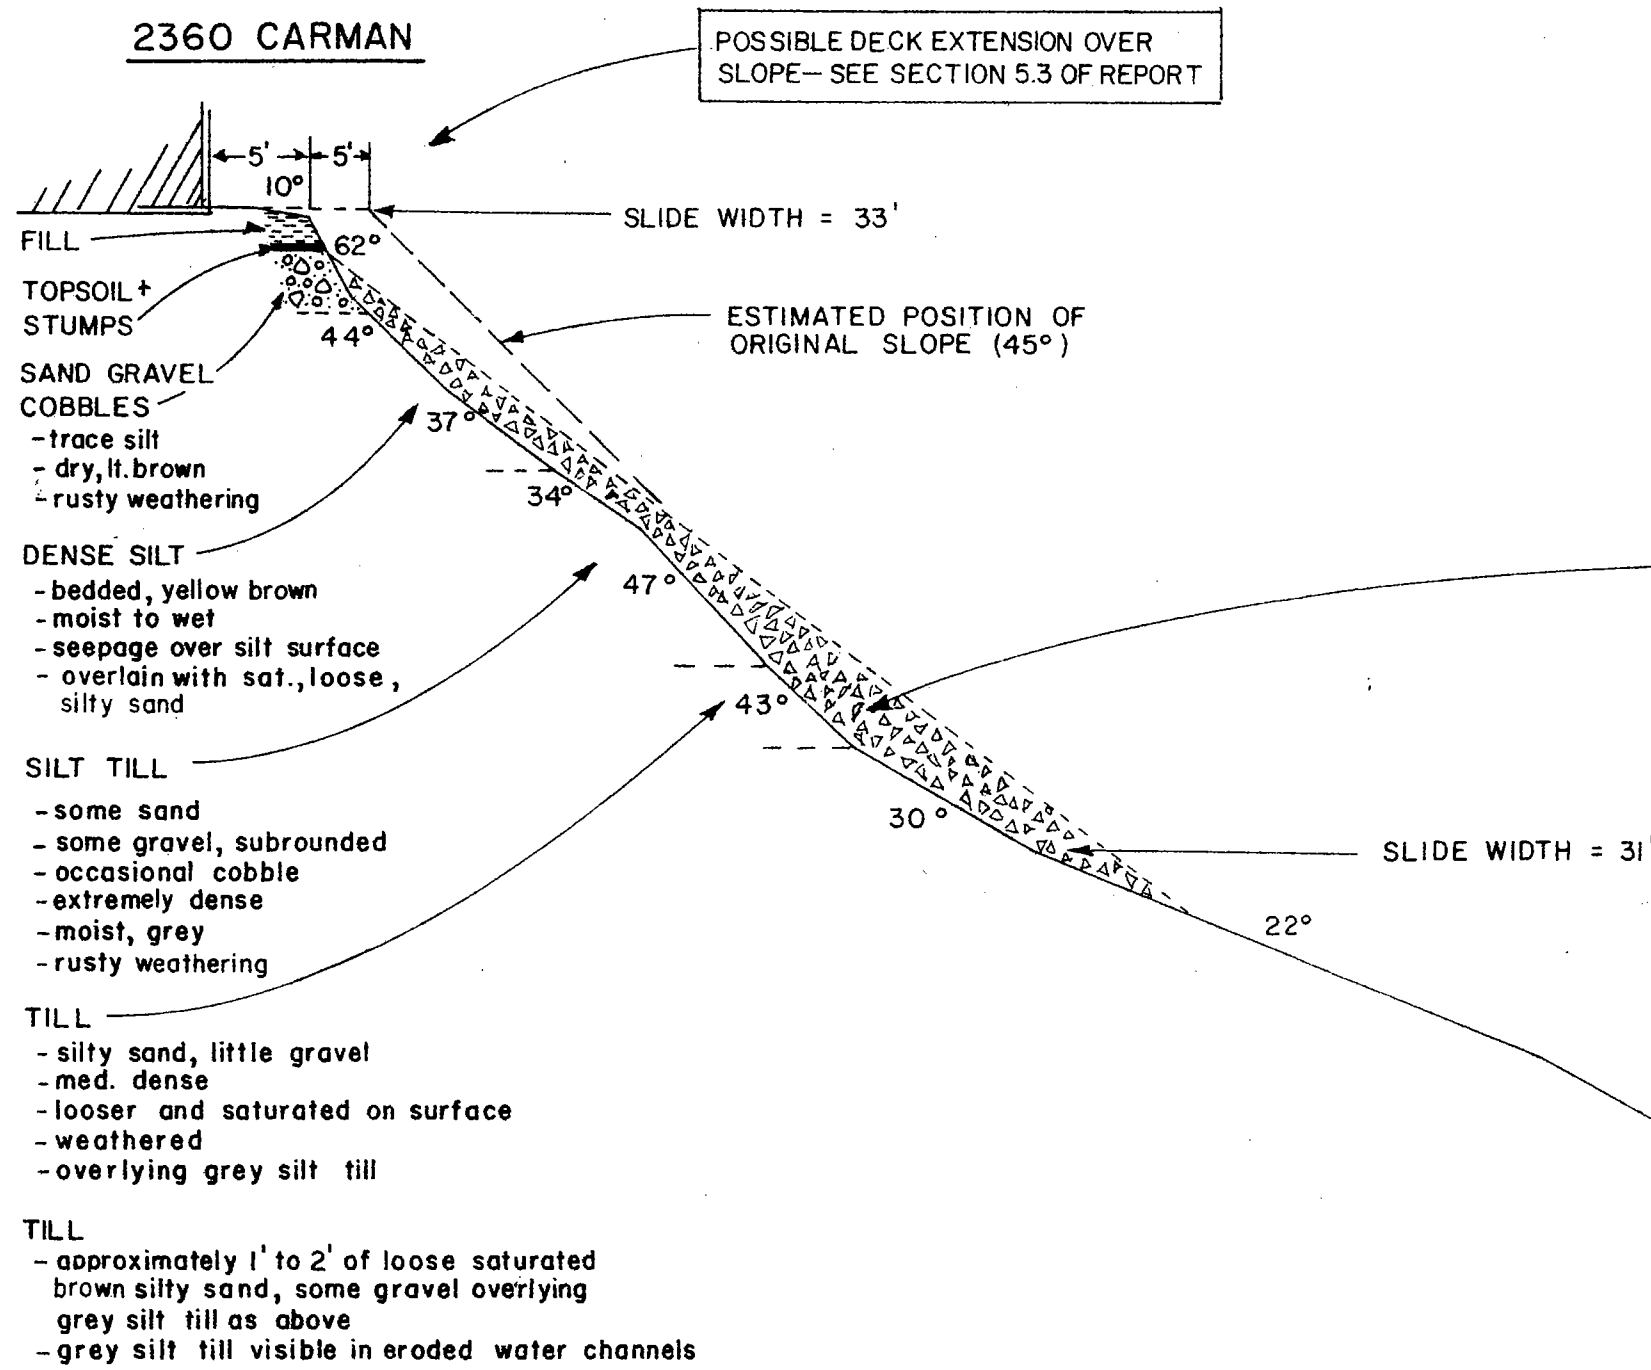 2360 CARMAN
POSSIBLE DECK EXTENSION OVER
SLOPE— SEE SECTION 5.3 OF REPORT
5' 5'
10°
SLIDE WIDTH = 33'
FILL
62°
TOPSOIL +
STUMPS
44°
ESTIMATED POSITION OF
ORIGINAL SLOPE (45°)
SAND GRAVEL
COBBLES
- trace silt
- dry, lt. brown
- rusty weathering
37°
34°
DENSE SILT
- bedded, yellow brown
- moist to wet
- seepage over silt surface
- overlain with sat., loose,
silty sand
47°
43°
SILT TILL
- some sand
- some gravel, subrounded
- occasional cobble
- extremely dense
- moist, grey
- rusty weathering
30°
SLIDE WIDTH = 31'
22°
TILL
- silty sand, little gravel
- med. dense
- looser and saturated on surface
- weathered
- overlying grey silt till
TILL
- approximately 1' to 2' of loose saturated
brown silty sand, some gravel overlying
grey silt till as above
- grey silt till visible in eroded water channels